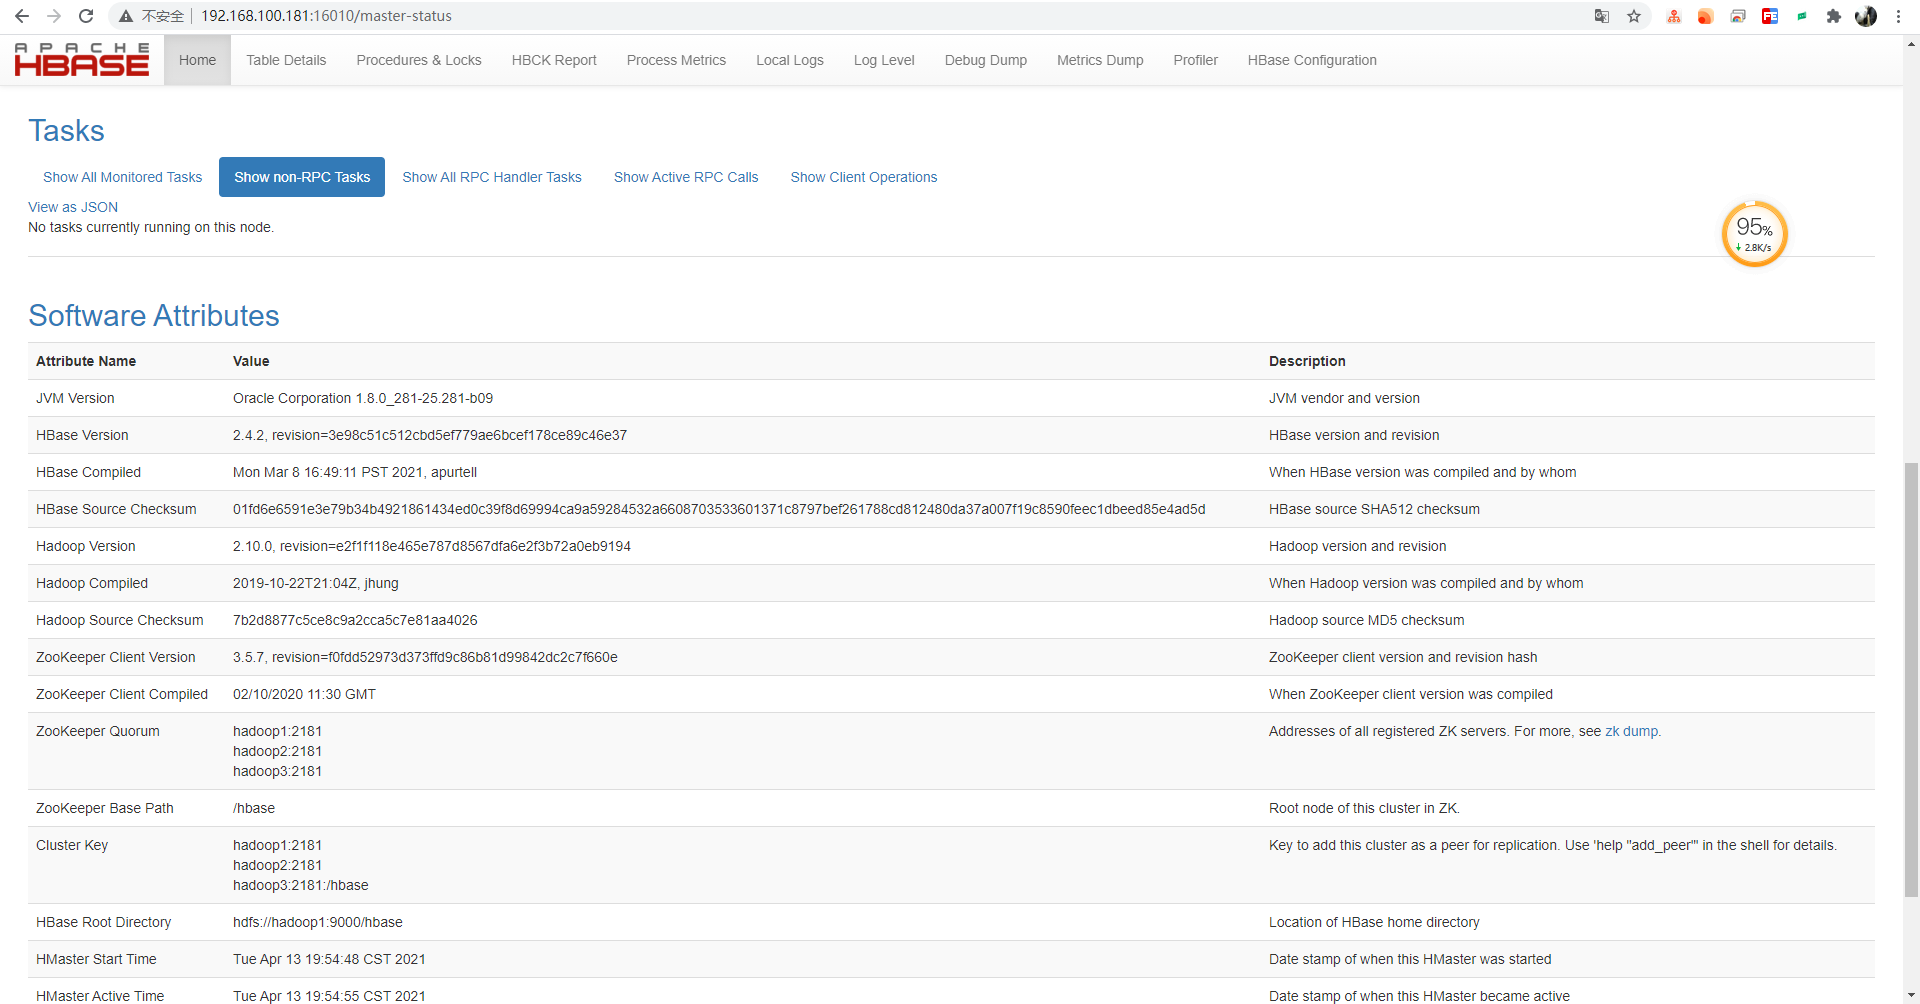 不安全 192.168.100.181:16010/master-status
APACHE
HBASE
Home Table Details Procedures & Locks HBCK Report Process Metrics Local Logs Log Level Debug Dump Metrics Dump Profiler HBase Configuration
Tasks
Show All Monitored Tasks Show non-RPC Tasks Show All RPC Handler Tasks Show Active RPC Calls Show Client Operations
View as JSON
No tasks currently running on this node.
95%
2.8K/s
Software Attributes
Attribute Name Value Description
JVM Version Oracle Corporation 1.8.0_281-25.281-b09 JVM vendor and version
HBase Version 2.4.2, revision=3e98c51c512cbd5ef779ae6bcef178ce89c46e37 HBase version and revision
HBase Compiled Mon Mar 8 16:49:11 PST 2021, apurtell When HBase version was compiled and by whom
HBase Source Checksum 01fd6e6591e3e79b34b4921861434ed0c39f8d69994ca9a59284532a6608703533601371c8797bef261788cd812480da37a007f19c8590feec1dbeed85e4ad5d HBase source SHA512 checksum
Hadoop Version 2.10.0, revision=e2f1f118e465e787d8567dfa6e2f3b72a0eb9194 Hadoop version and revision
Hadoop Compiled 2019-10-22T21:04Z, jhung When Hadoop version was compiled and by whom
Hadoop Source Checksum 7b2d8877c5ce8c9a2cca5c7e81aa4026 Hadoop source MD5 checksum
ZooKeeper Client Version 3.5.7, revision=f0fdd52973d373ffd9c86b81d99842dc2c7f660e ZooKeeper client version and revision hash
ZooKeeper Client Compiled 02/10/2020 11:30 GMT When ZooKeeper client version was compiled
ZooKeeper Quorum hadoop1:2181 Addresses of all registered ZK servers. For more, see zk dump.
hadoop2:2181
hadoop3:2181
ZooKeeper Base Path /hbase Root node of this cluster in ZK.
Cluster Key hadoop1:2181 Key to add this cluster as a peer for replication. Use 'help "add_peer"' in the shell for details.
hadoop2:2181
hadoop3:2181:/hbase
HBase Root Directory hdfs://hadoop1:9000/hbase Location of HBase home directory
HMaster Start Time Tue Apr 13 19:54:48 CST 2021 Date stamp of when this HMaster was started
HMaster Active Time Tue Apr 13 19:54:55 CST 2021 Date stamp of when this HMaster became active